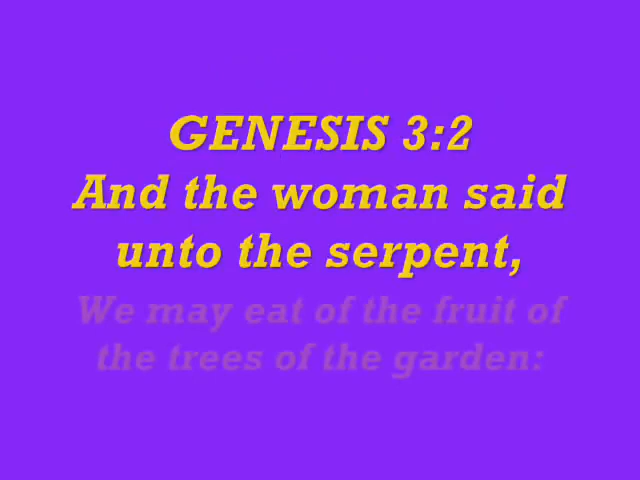 GENESIS 3:2
And the woman said
unto the serpent,
We may eat of the fruit of
the trees of the garden: